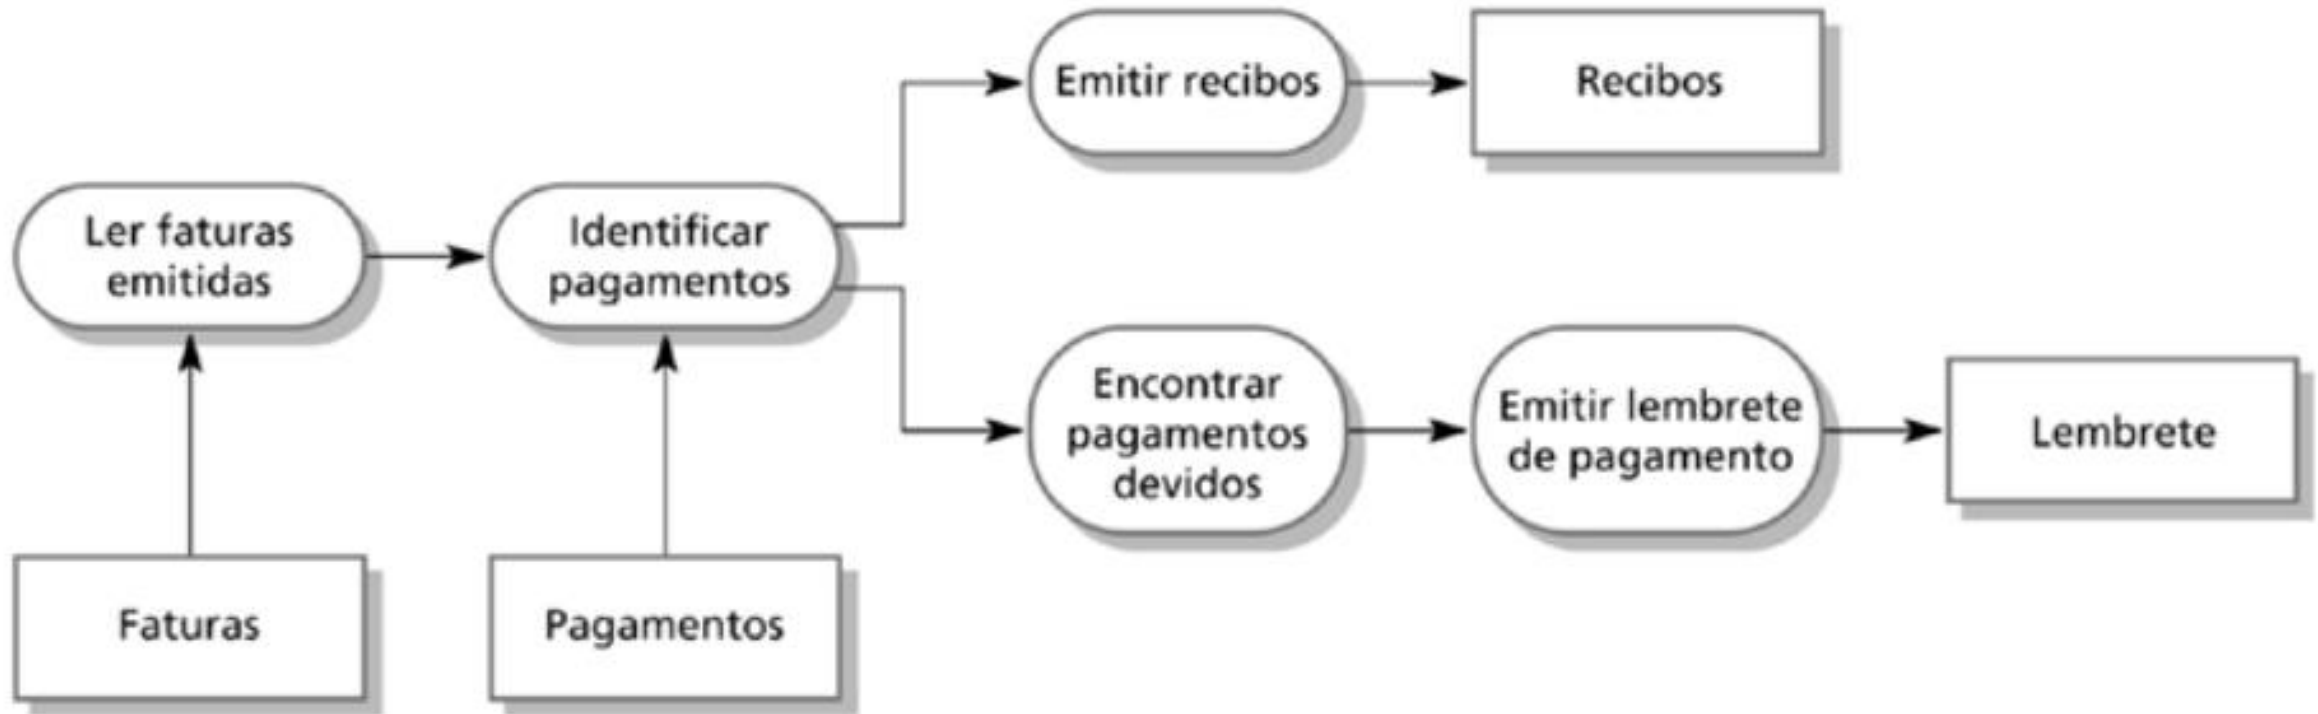 Emitir recibos
Recibos
Ler faturas
emitidas
Identificar
pagamentos
Encontrar
pagamentos
devidos
Emitir lembrete
de pagamento
Lembrete
Faturas
Pagamentos